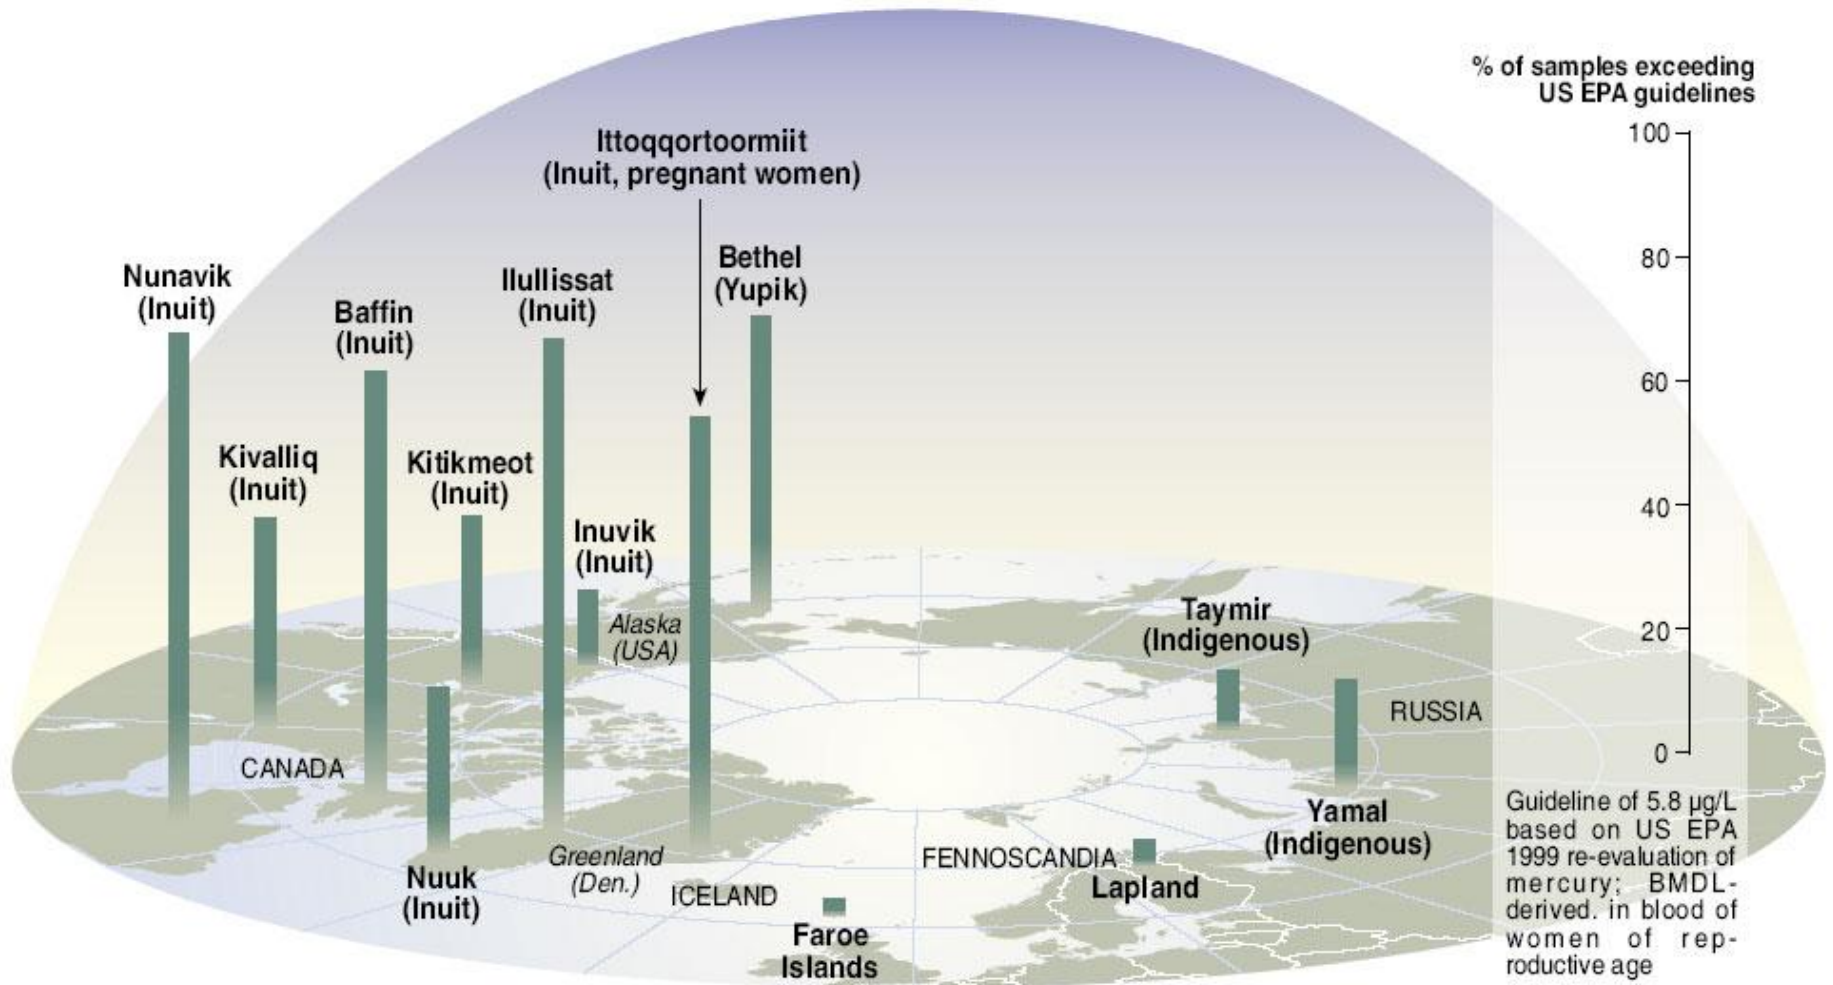 % of samples exceeding
US EPA guidelines
100
80
60
40
20
0
Ittoqqortoormiit
(Inuit, pregnant women)
Bethel
(Yupik)
Nunavik
(Inuit)
Ilullissat
(Inuit)
Baffin
(Inuit)
Kivalliq
(Inuit)
Kitikmeot
(Inuit)
Inuvik
(Inuit)
Alaska
(USA)
Taymir
(Indigenous)
RUSSIA
CANADA
Yamal
(Indigenous)
Greenland
(Den.)
FENNOSCANDIA
Nuuk
(Inuit)
ICELAND
Lapland
Faroe
Islands
Guideline of 5.8 µg/L
based on US EPA
1999 re-evaluation of
mercury; BMDL-
derived. in blood of
women of rep-
roductive age